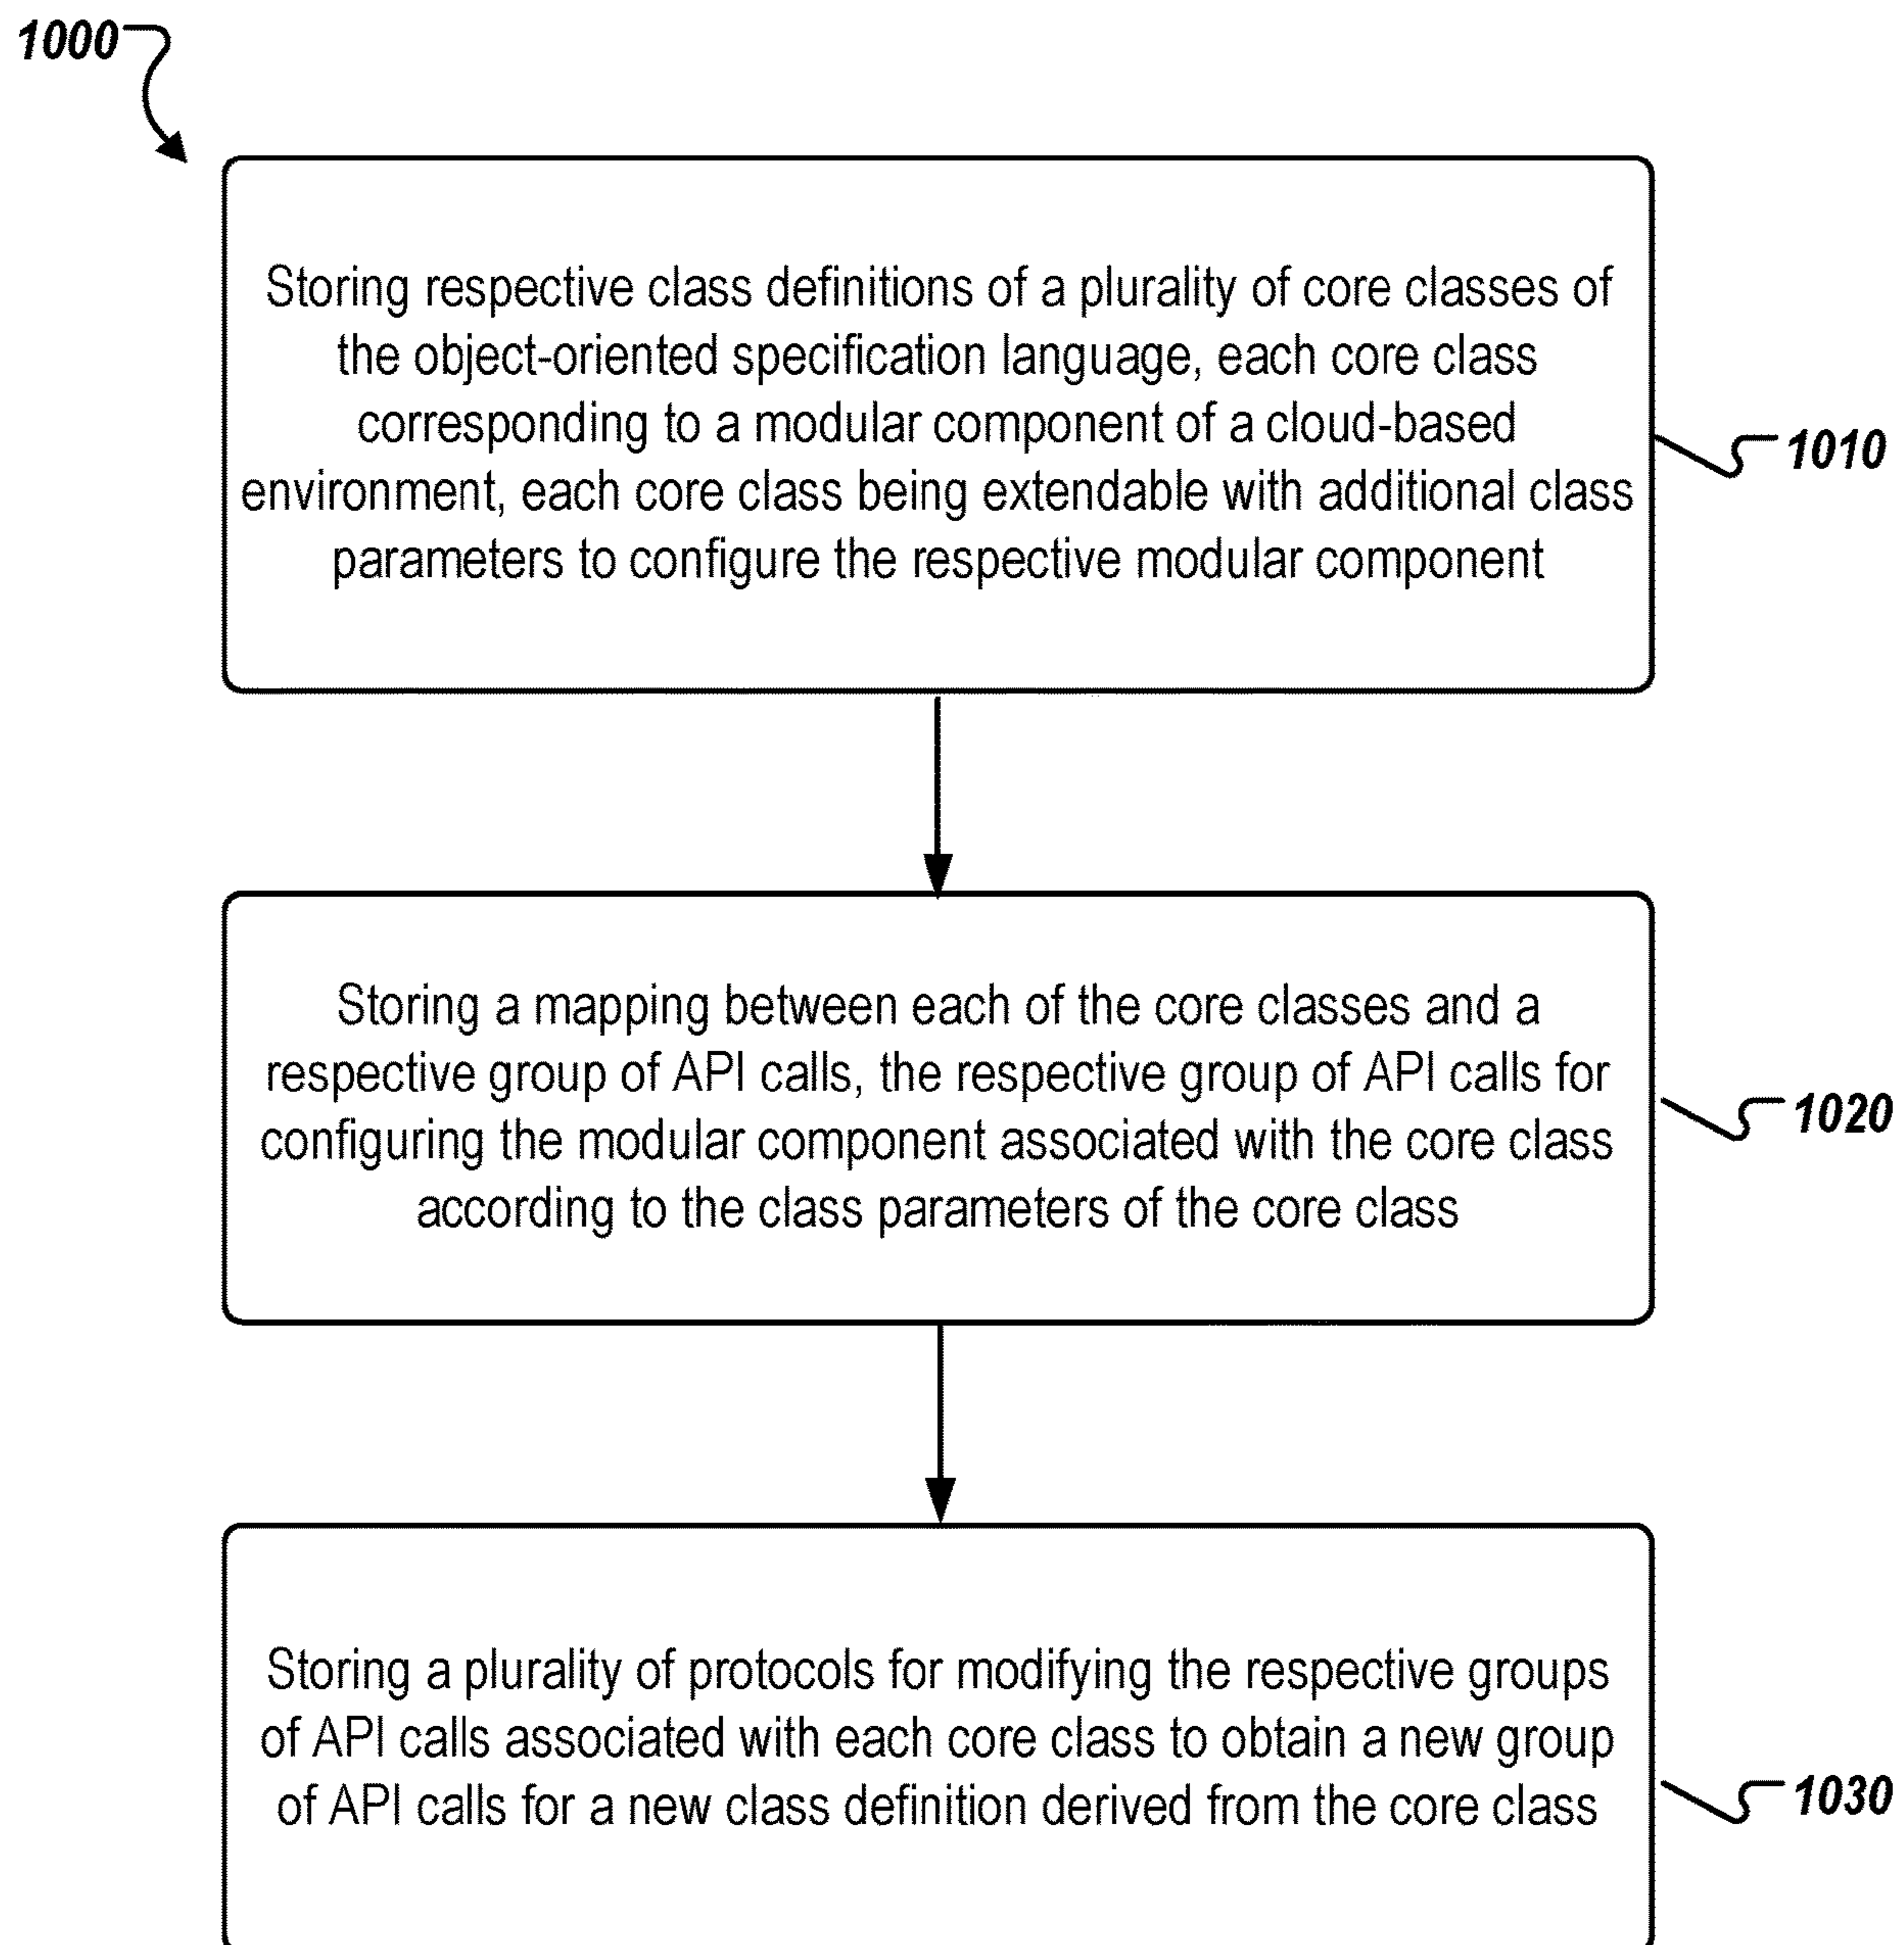 1000
Storing respective class definitions of a plurality of core classes of
the object-oriented specification language, each core class
corresponding to a modular component of a cloud-based
environment, each core class being extendable with additional class
parameters to configure the respective modular component
1010
Storing a mapping between each of the core classes and a
respective group of API calls, the respective group of API calls for
configuring the modular component associated with the core class
according to the class parameters of the core class
1020
Storing a plurality of protocols for modifying the respective groups
of API calls associated with each core class to obtain a new group
of API calls for a new class definition derived from the core class
1030